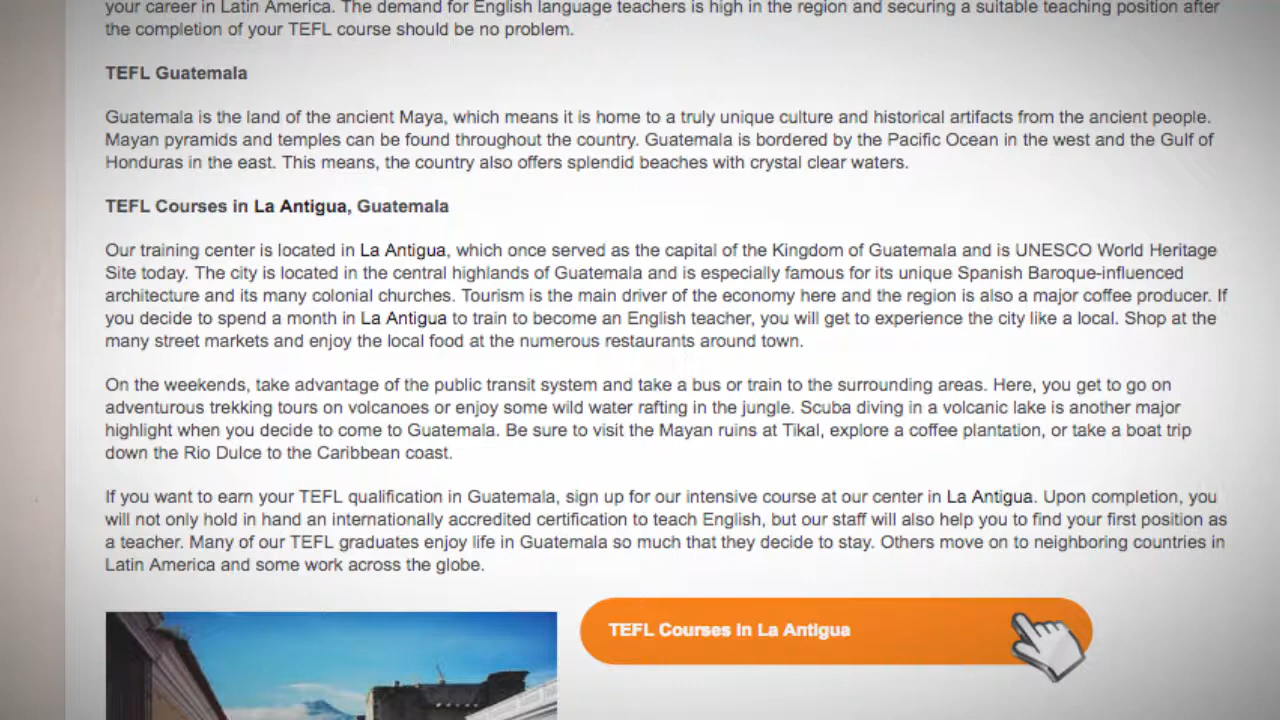 your career in Latin America. The demand for English language teachers is high in the region and securing a suitable teaching position after
the completion of your TEFL course should be no problem.
TEFL Guatemala
Guatemala is the land of the ancient Maya, which means it is home to a truly unique culture and historical artifacts from the ancient people.
Mayan pyramids and temples can be found throughout the country. Guatemala is bordered by the Pacific Ocean in the west and the Gulf of
Honduras in the east. This means, the country also offers splendid beaches with crystal clear waters.
TEFL Courses in La Antigua, Guatemala
Our training center is located in La Antigua, which once served as the capital of the Kingdom of Guatemala and is UNESCO World Heritage
Site today. The city is located in the central highlands of Guatemala and is especially famous for its unique Spanish Baroque-influenced
architecture and its many colonial churches. Tourism is the main driver of the economy here and the region is also a major coffee producer. If
you decide to spend a month in La Antigua to train to become an English teacher, you will get to experience the city like a local. Shop at the
many street markets and enjoy the local food at the numerous restaurants around town.
On the weekends, take advantage of the public transit system and take a bus or train to the surrounding areas. Here, you get to go on
adventurous trekking tours on volcanoes or enjoy some wild water rafting in the jungle. Scuba diving in a volcanic lake is another major
highlight when you decide to come to Guatemala. Be sure to visit the Mayan ruins at Tikal, explore a coffee plantation, or take a boat trip
down the Rio Dulce to the Caribbean coast.
If you want to earn your TEFL qualification in Guatemala, sign up for our intensive course at our center in La Antigua. Upon completion, you
will not only hold in hand an internationally accredited certification to teach English, but our staff will also help you to find your first position as
a teacher. Many of our TEFL graduates enjoy life in Guatemala so much that they decide to stay. Others move on to neighboring countries in
Latin America and some work across the globe.
TEFL Courses in La Antigua